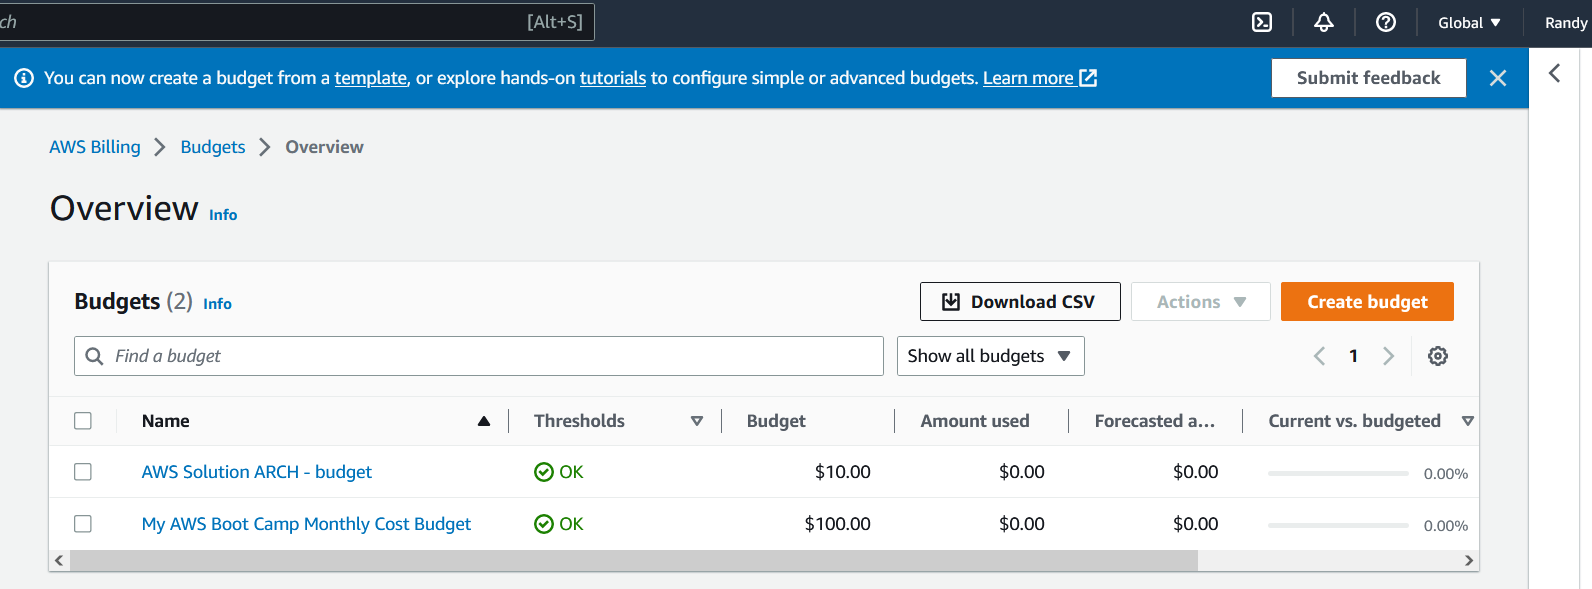 ch [Alt+S] Global Randy
You can now create a budget from a template, or explore hands-on tutorials to configure simple or advanced budgets. Learn more Submit feedback
AWS Billing Budgets Overview
Overview Info
Budgets (2) Info Download CSV Actions Create budget
Find a budget Show all budgets 1
Name Thresholds Budget Amount used Forecasted a... Current vs. budgeted
AWS Solution ARCH - budget OK $10.00 $0.00 $0.00 0.00%
My AWS Boot Camp Monthly Cost Budget OK $100.00 $0.00 $0.00 0.00%